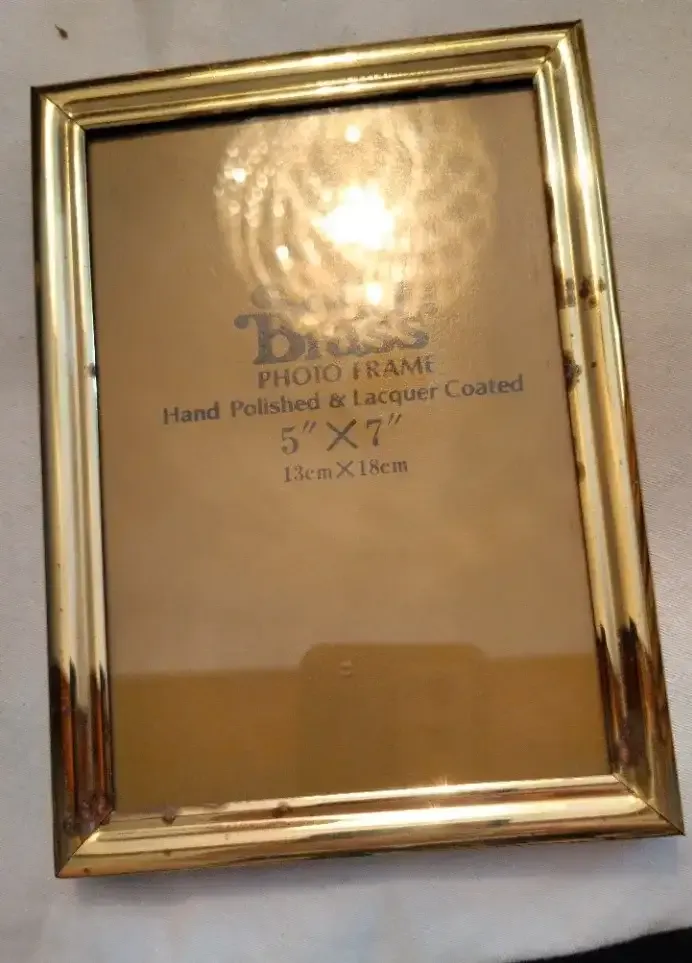 Brass
PHOTO FRAME
Hand Polished & Lacquer Coated
5" X 7"
13cm X 18cm